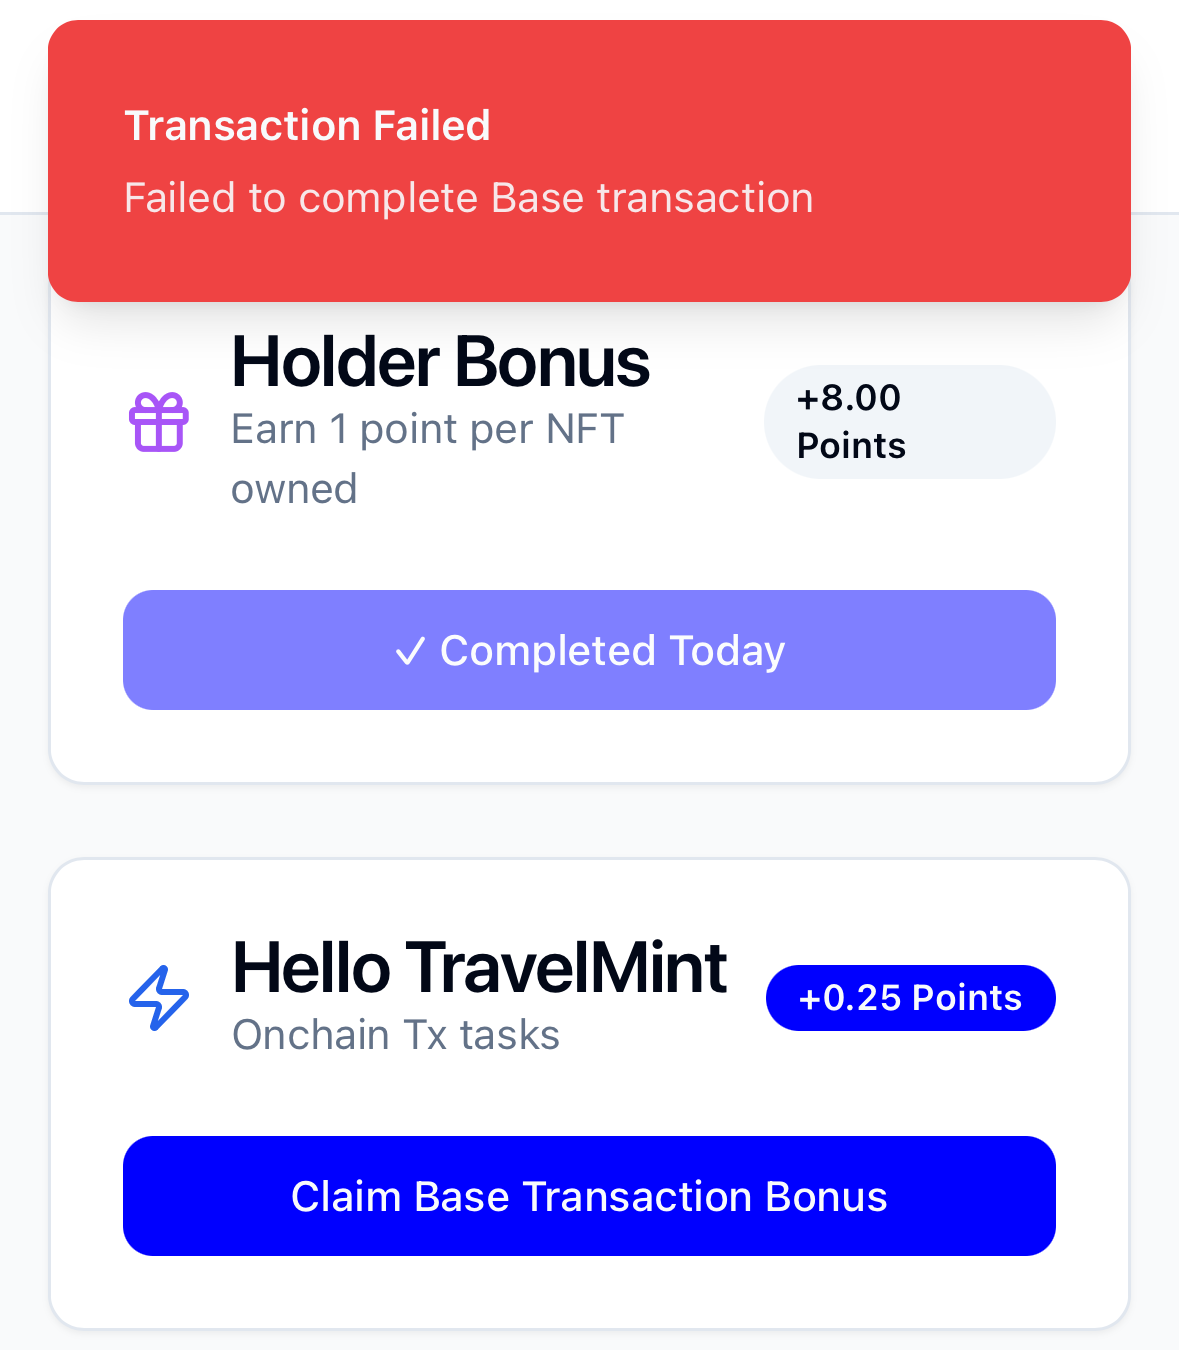 Transaction Failed
Failed to complete Base transaction
Holder Bonus
Earn 1 point per NFT
owned
+8.00
Points
✓ Completed Today
Hello TravelMint
Onchain Tx tasks
+0.25 Points
Claim Base Transaction Bonus